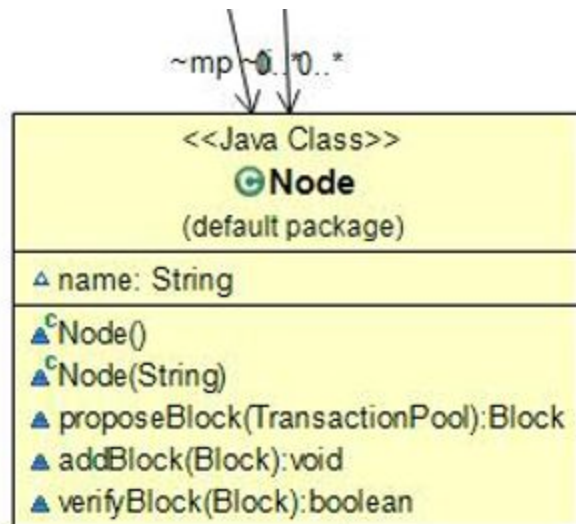 ~mp 0..*
<<Java Class>>
Node
(default package)
name: String
Node()
Node(String)
proposeBlock(TransactionPool):Block
addBlock(Block):void
verifyBlock(Block):boolean